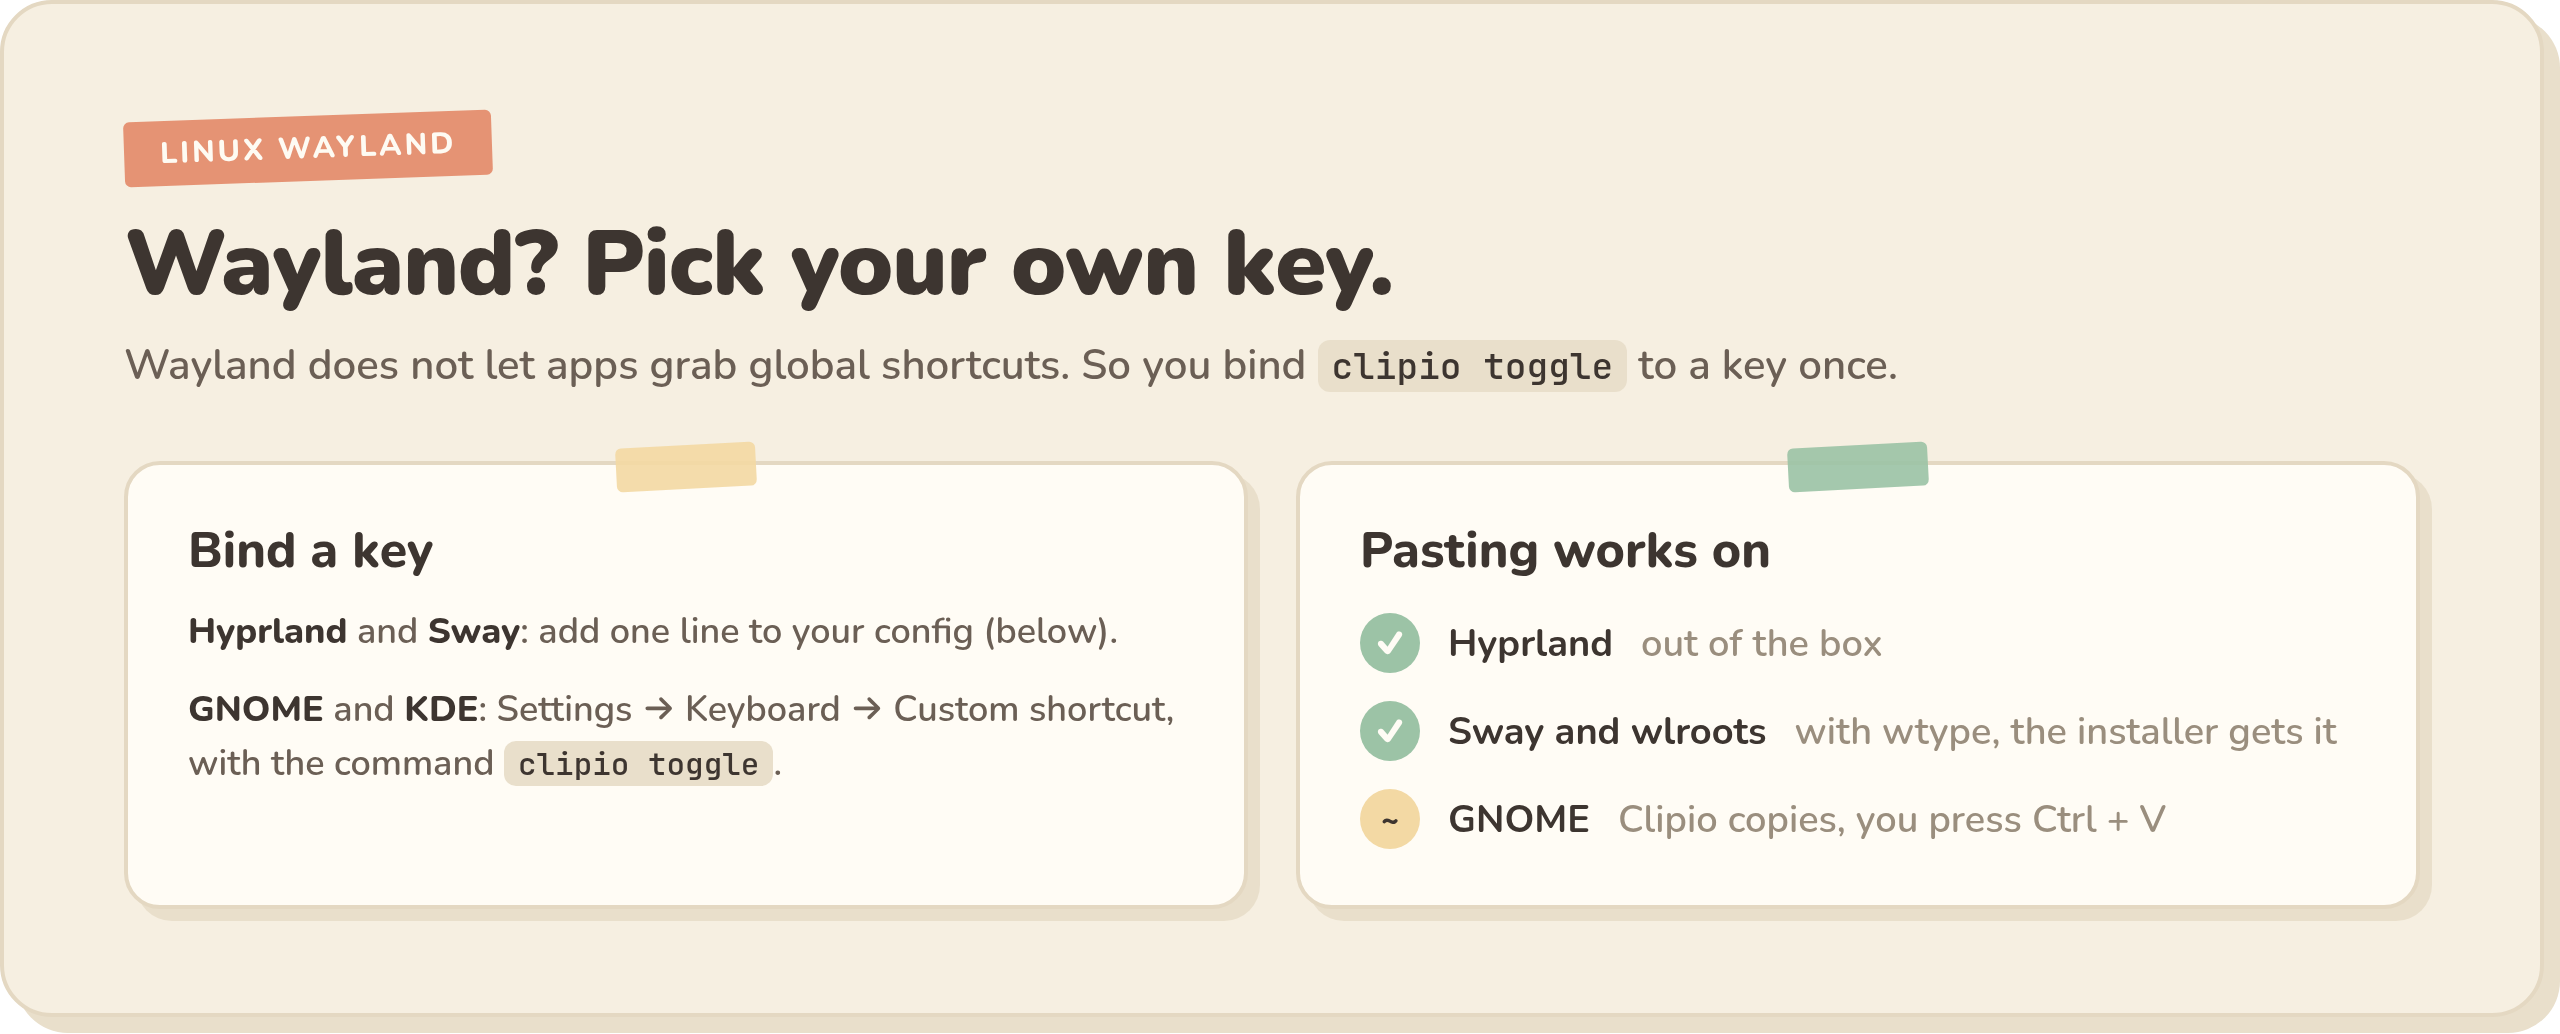 LINUX WAYLAND
Wayland? Pick your own key.
Wayland does not let apps grab global shortcuts. So you bind clipio toggle to a key once.
Bind a key
Hyprland and Sway: add one line to your config (below).
GNOME and KDE: Settings → Keyboard → Custom shortcut,
with the command clipio toggle.
Pasting works on
Hyprland out of the box
Sway and wlroots with wtype, the installer gets it
~ GNOME Clipio copies, you press Ctrl + V